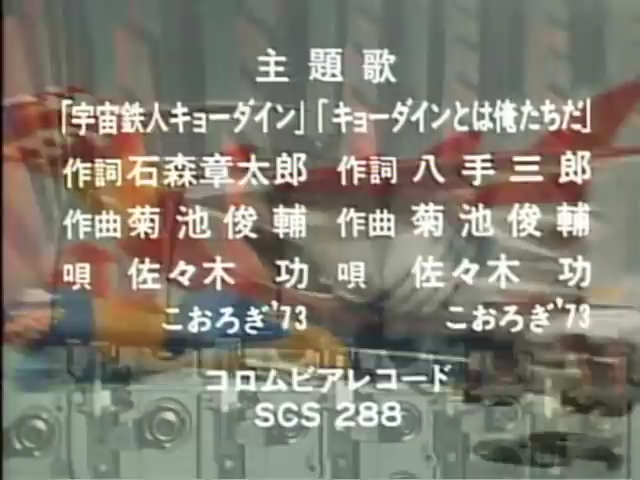 主題歌
「宇宙鉄人キョーダイン」「キョーダインとは俺たちだ」
作詞 石森章太郎 作詞 八手三郎
作曲 菊池俊輔 作曲 菊池俊輔
唄 佐々木功 唄 佐々木功
こおろぎ'73 こおろぎ'73
コロムビアレコード
SCS 288